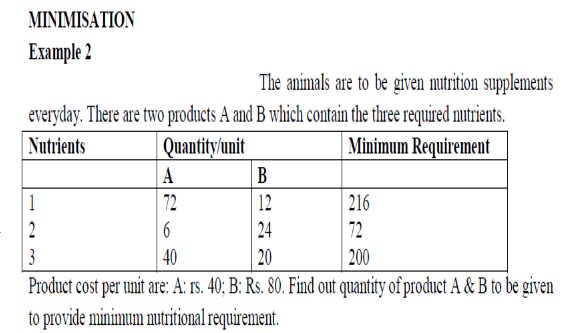 MINIMISATION
Example 2
The animals are to be given nutrition supplements
everyday. There are two products A and B which contain the three required nutrients.
Nutrients Quantity/unit Minimum Requirement
A B
1 72 12 216
2 6 24 72
3 40 20 200
Product cost per unit are: A: rs. 40; B: Rs. 80. Find out quantity of product A & B to be given
to provide minimum nutritional requirement.